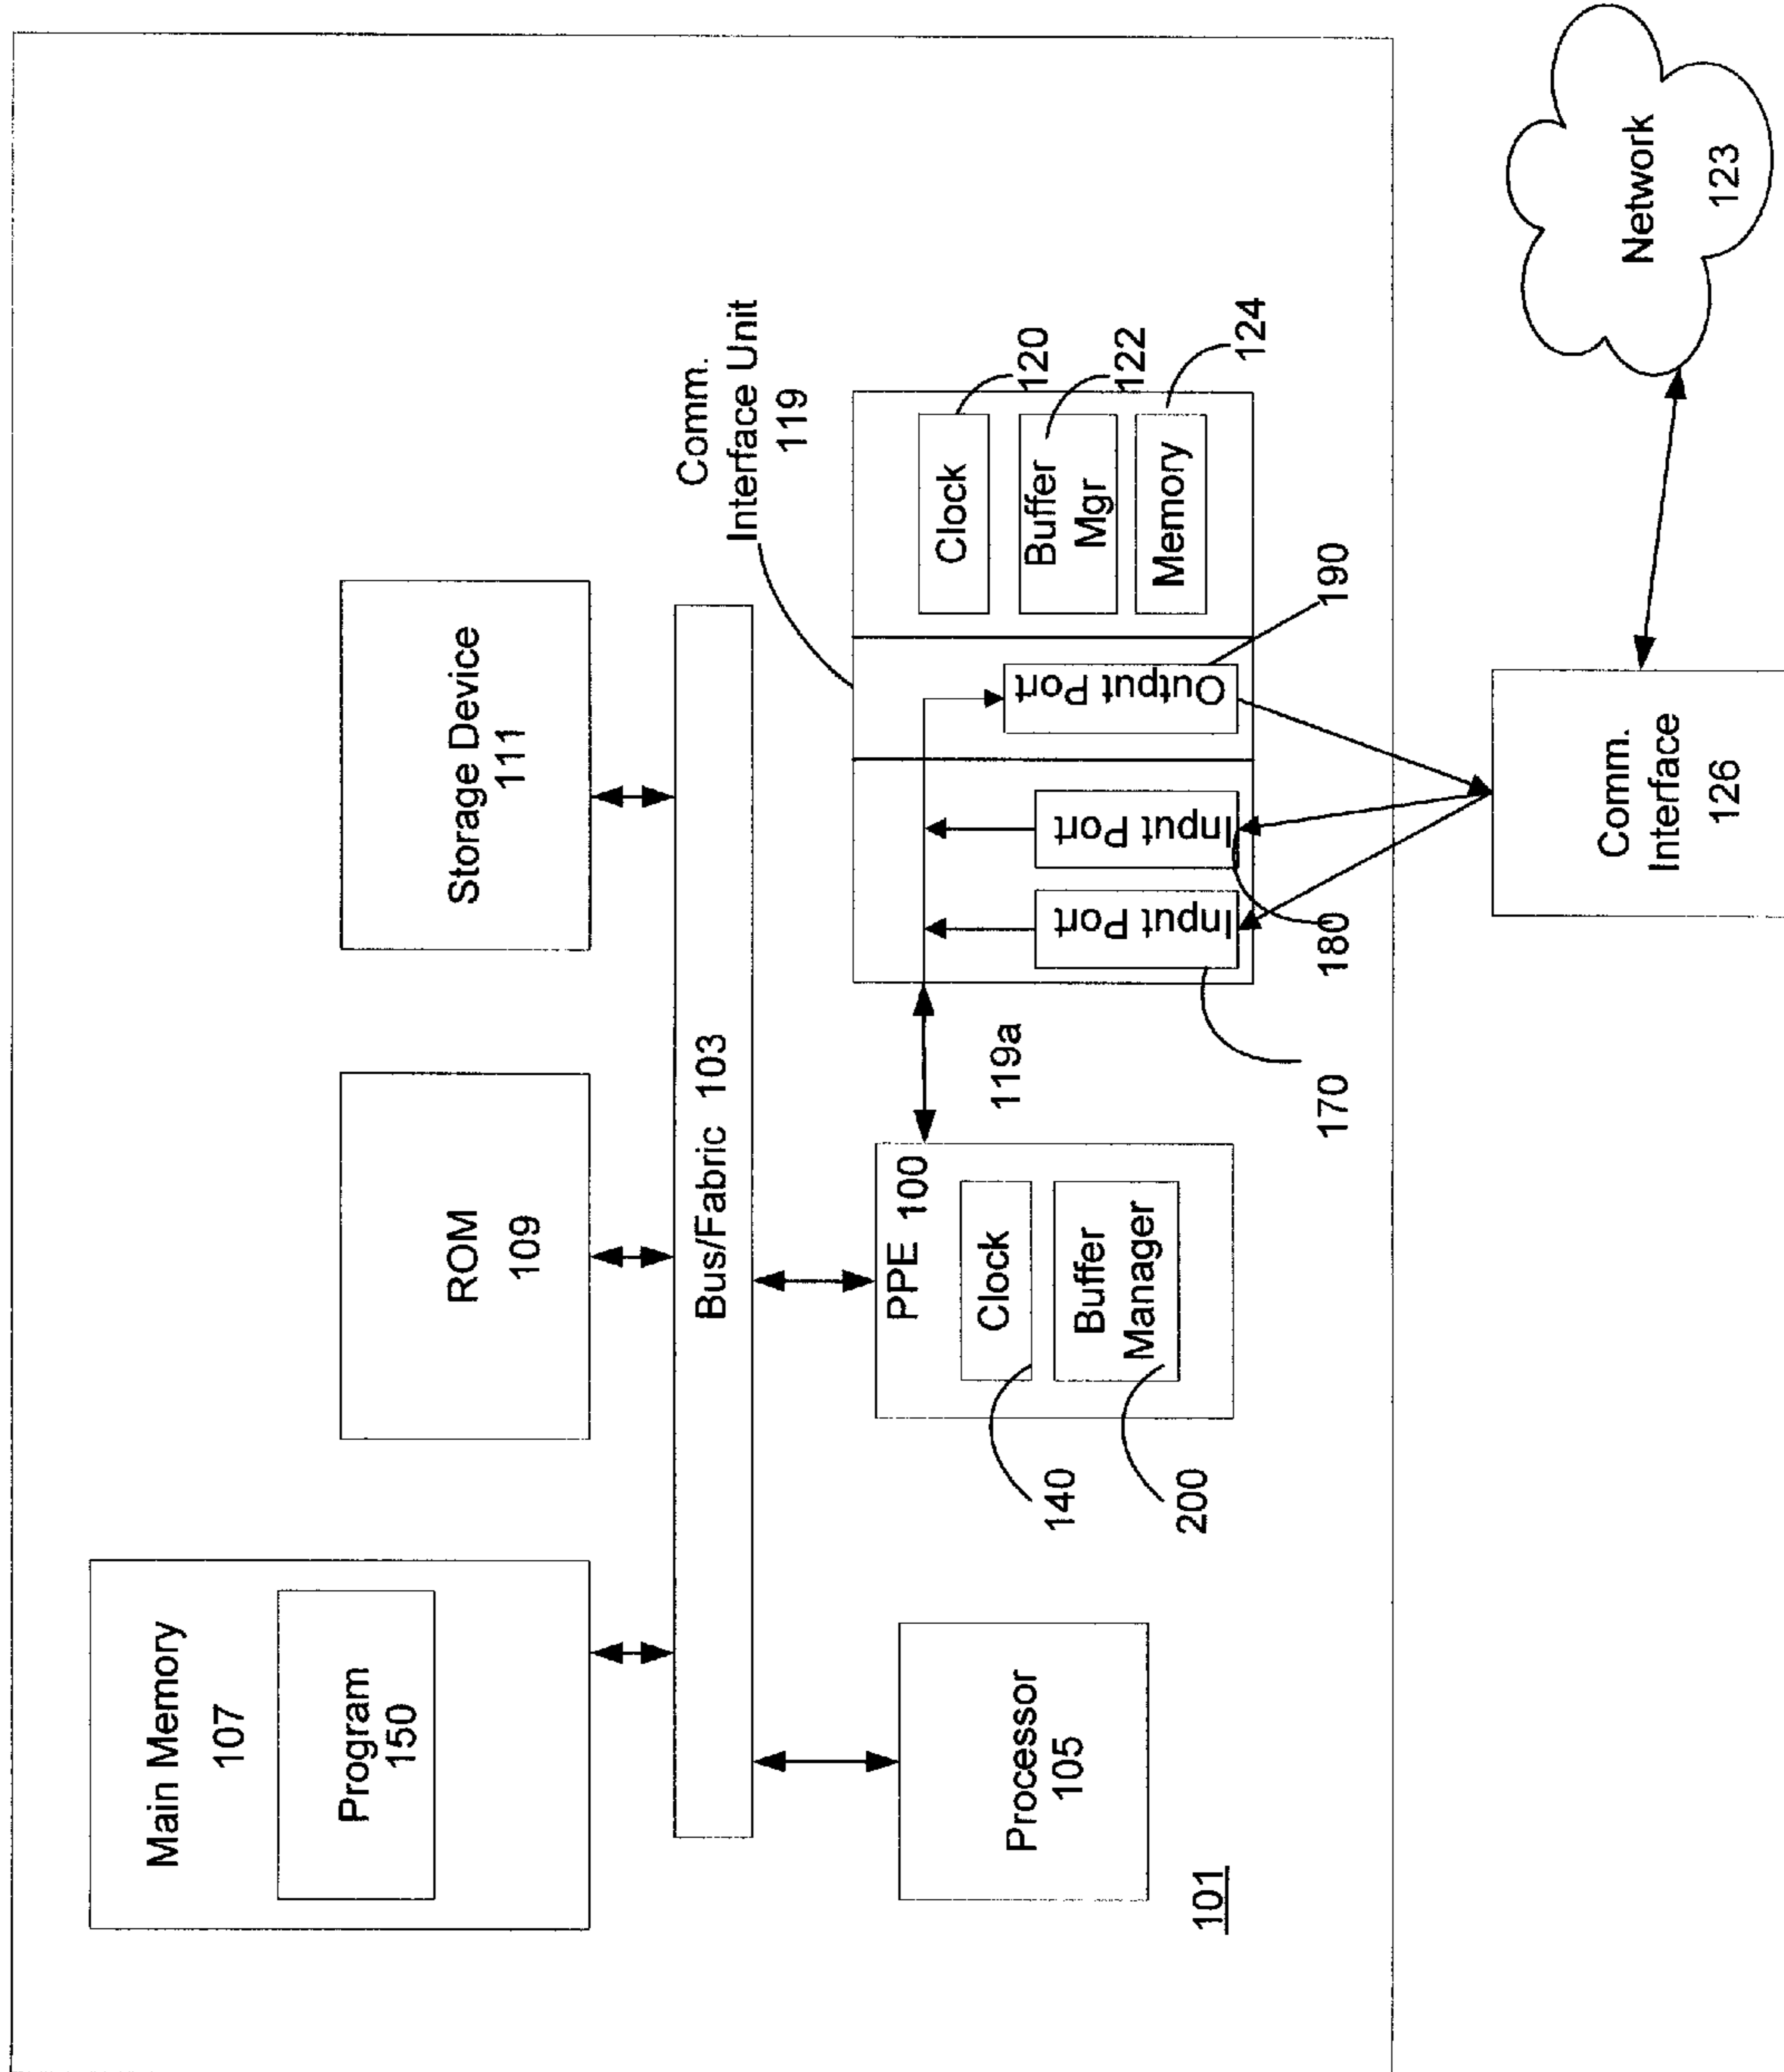 Main Memory
107
Program
150
ROM
109
Storage Device
111
Bus/Fabric 103
Processor
105
PPE 100
Clock
Buffer
Manager
140
200
119a
Comm.
Interface Unit
119
Input Port
Input Port
Output Port
Clock
Buffer
Mgr
Memory
120
122
124
190
180
170
101
Comm.
Interface
126
Network
123